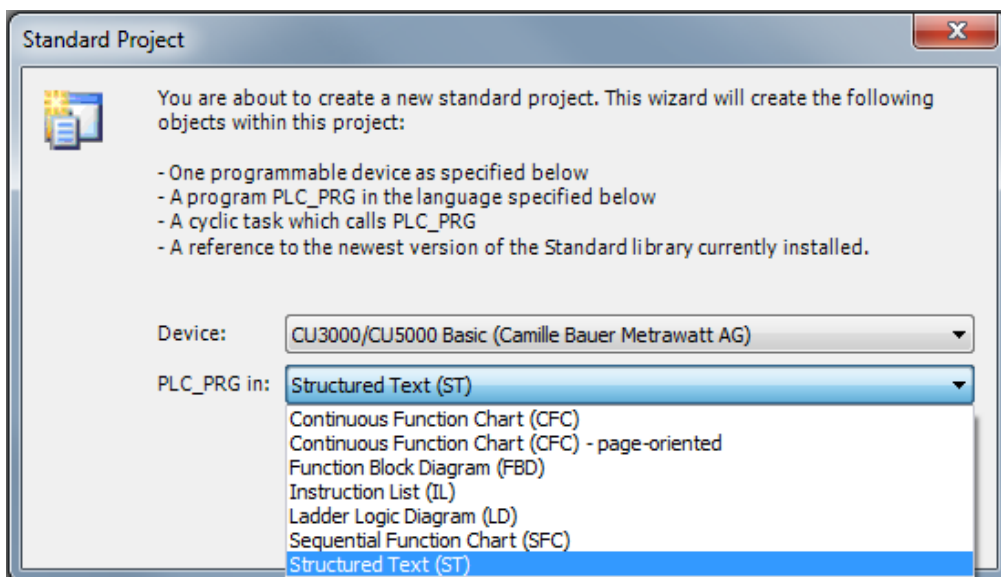 Standard Project
You are about to create a new standard project. This wizard will create the following
objects within this project:
- One programmable device as specified below
- A program PLC_PRG in the language specified below
- A cyclic task which calls PLC_PRG
- A reference to the newest version of the Standard library currently installed.
Device:
CU3000/CU5000 Basic (Camille Bauer Metrawatt AG)
PLC_PRG in:
Structured Text (ST)
Continuous Function Chart (CFC)
Continuous Function Chart (CFC) - page-oriented
Function Block Diagram (FBD)
Instruction List (IL)
Ladder Logic Diagram (LD)
Sequential Function Chart (SFC)
Structured Text (ST)